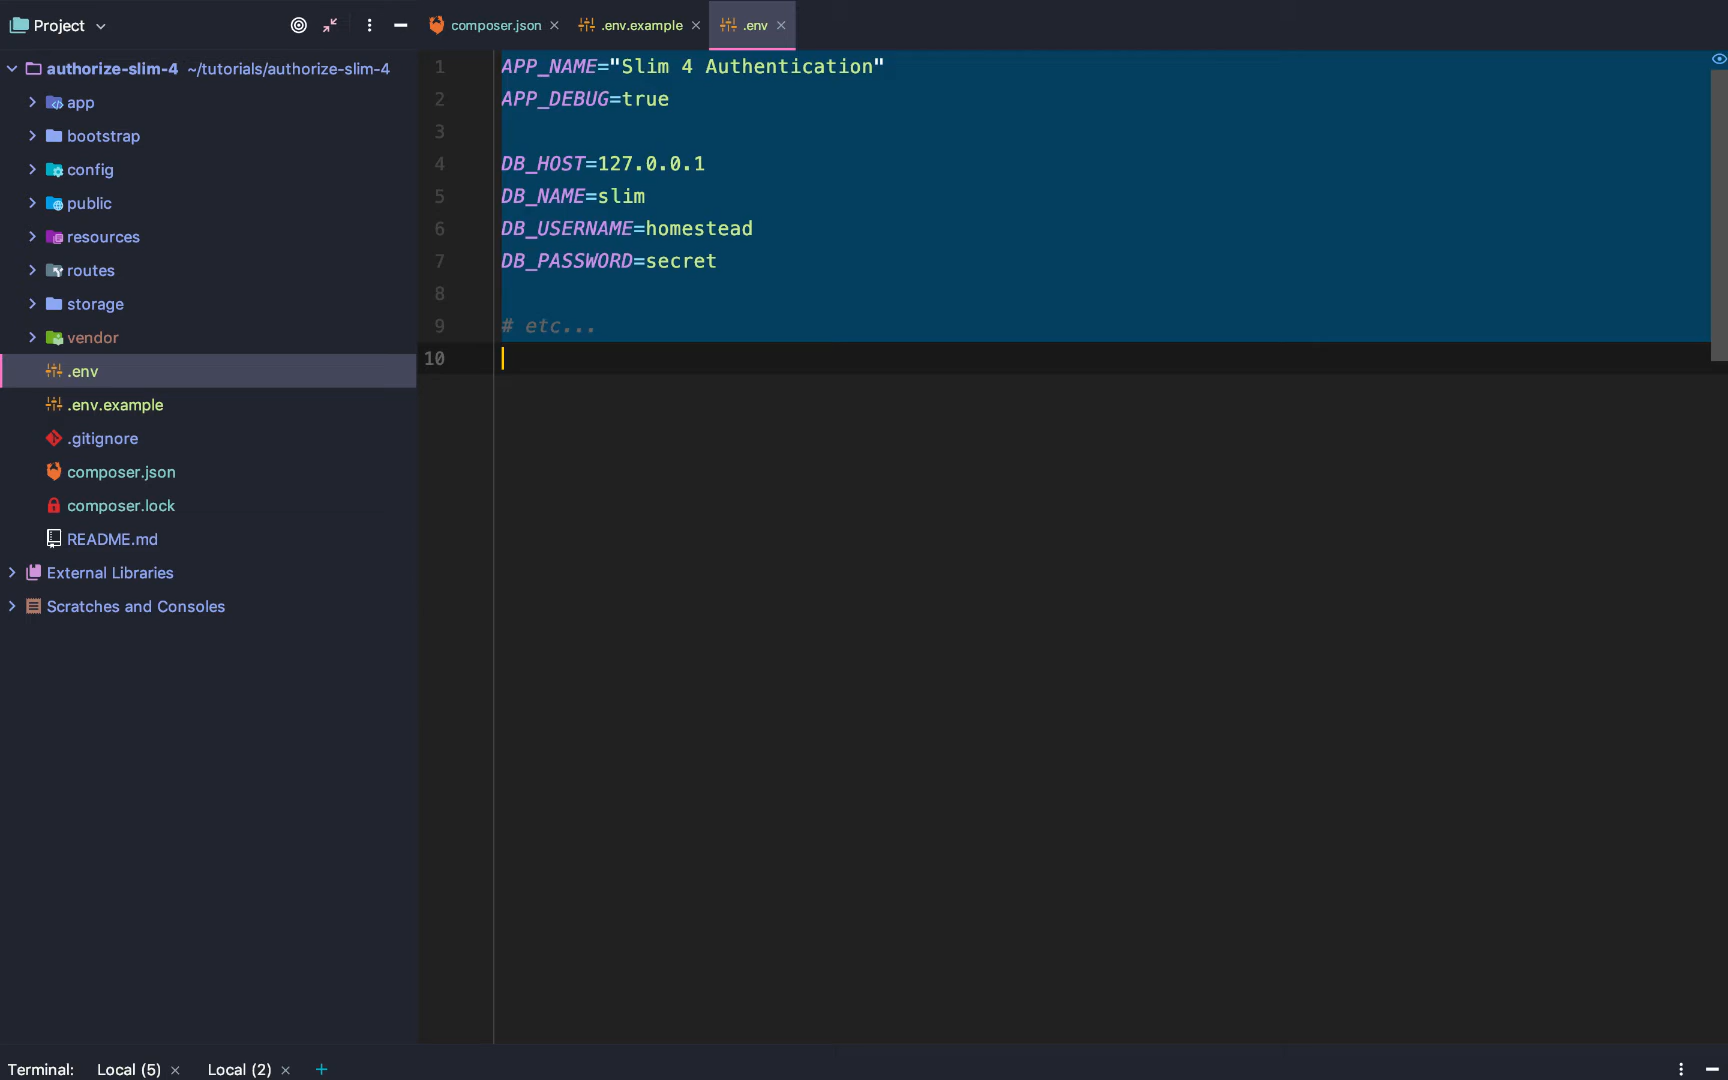 Project
composer.json
.env.example
.env
authorize-slim-4 ~/tutorials/authorize-slim-4
app
bootstrap
config
public
resources
routes
storage
vendor
.env
.env.example
.gitignore
composer.json
composer.lock
README.md
External Libraries
Scratches and Consoles
1 APP_NAME="Slim 4 Authentication"
2 APP_DEBUG=true
3
4 DB_HOST=127.0.0.1
5 DB_NAME=slim
6 DB_USERNAME=homestead
7 DB_PASSWORD=secret
8
9 # etc...
10
Terminal: Local (5) Local (2)